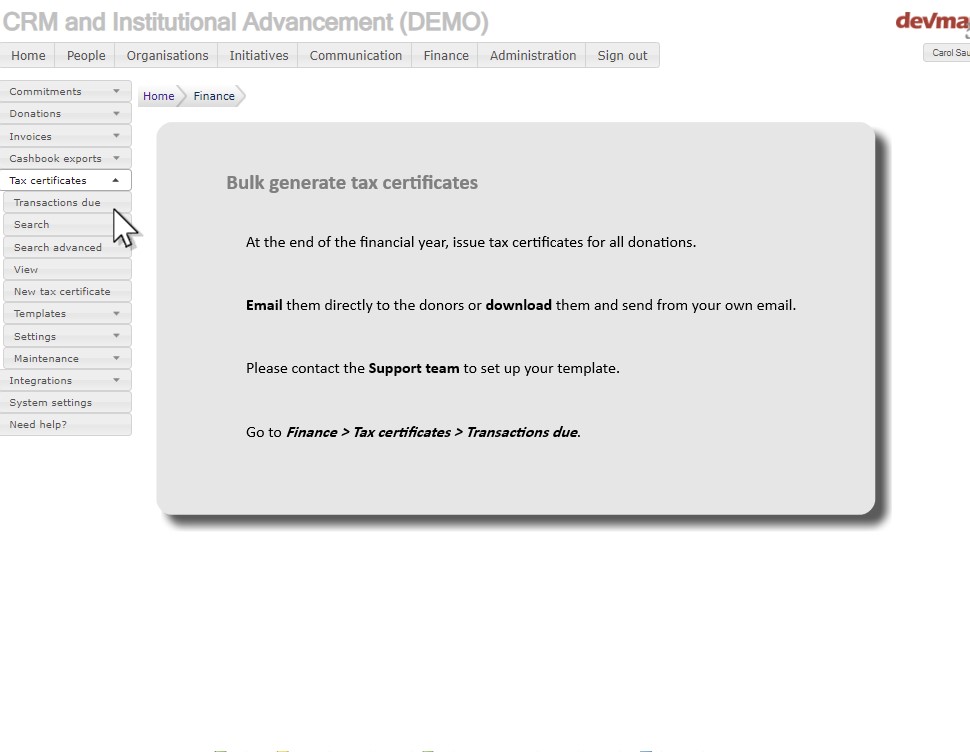 CRM and Institutional Advancement (DEMO)
Home People Organisations Initiatives Communication Finance Administration Sign out
Commitments
Donations
Invoices
Cashbook exports
Tax certificates
Transactions due
Search
Search advanced
View
New tax certificate
Templates
Settings
Maintenance
Integrations
System settings
Need help?
Home Finance
Bulk generate tax certificates
At the end of the financial year, issue tax certificates for all donations.
Email them directly to the donors or download them and send from your own email.
Please contact the Support team to set up your template.
Go to Finance > Tax certificates > Transactions due.
Carol